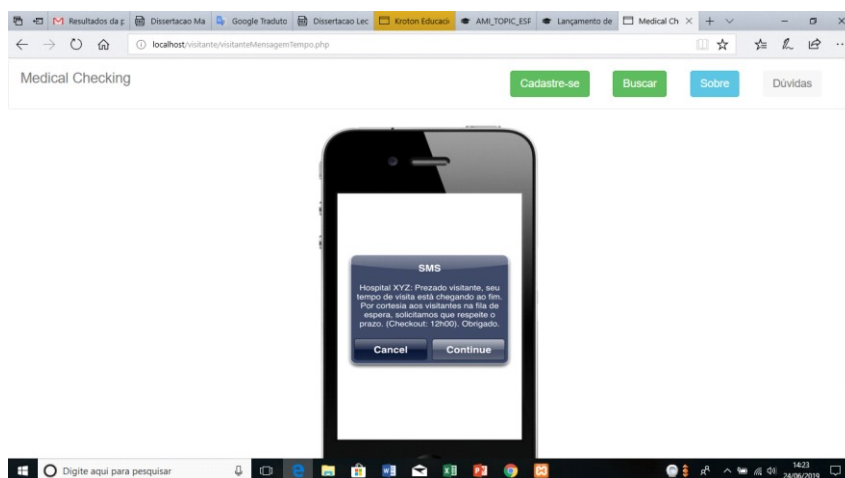 Resultados da p
Dissertacao Ma
Google Traduto
Dissertacao Lec
Kroton Educaci
AMI_TOPIC_ESF
Lançamento de
Medical Ch
localhost/visitante/visitanteMensagemTempo.php
Medical Checking
Cadastre-se
Buscar
Sobre
Dúvidas
SMS
Hospital XYZ: Prezado visitante, seu
tempo de visita está chegando ao fim.
Por cortesia aos visitantes na fila de
espera, solicitamos que respeite o
prazo. (Checkout: 12h00). Obrigado.
Cancel
Continue
Digite aqui para pesquisar
14:23
24/06/2019